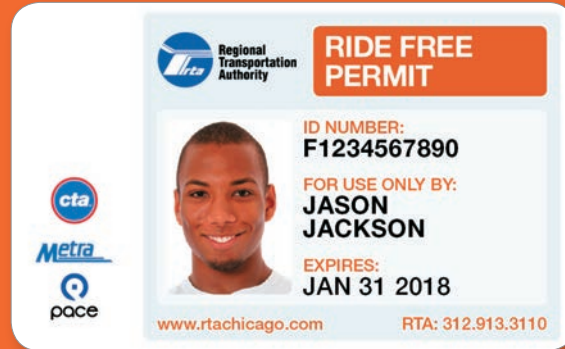 Regional
Transportation
Authority
rta
RIDE FREE
PERMIT
ID NUMBER:
F1234567890
FOR USE ONLY BY:
JASON
JACKSON
EXPIRES:
JAN 31 2018
cta
Metra
pace
www.rtachicago.com
RTA: 312.913.3110